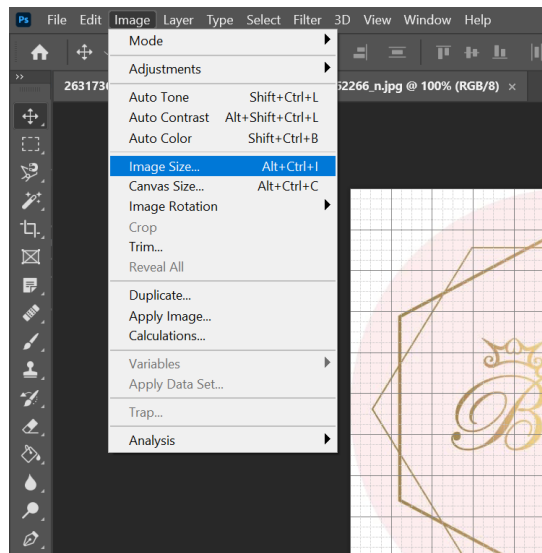 Ps File Edit Image Layer Type Select Filter 3D View Window Help
2631736 62266_n.jpg @ 100% (RGB/8) ×
Mode
Adjustments
Auto Tone Shift+Ctrl+L
Auto Contrast Alt+Shift+Ctrl+L
Auto Color Shift+Ctrl+B
Image Size... Alt+Ctrl+I
Canvas Size... Alt+Ctrl+C
Image Rotation
Crop
Trim...
Reveal All
Duplicate...
Apply Image...
Calculations...
Variables
Apply Data Set...
Trap...
Analysis
B